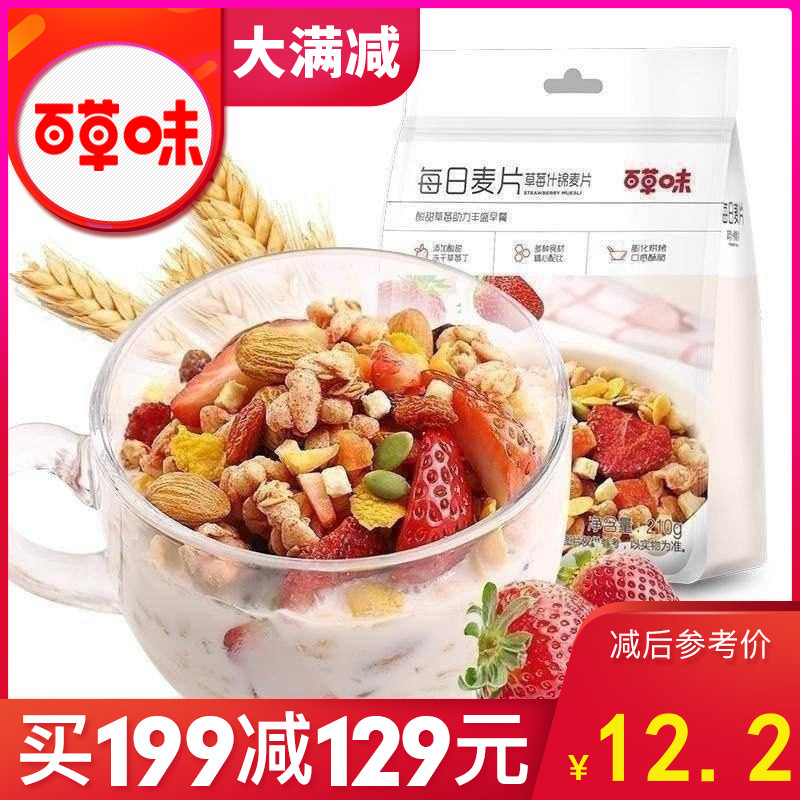 百草味
大满减
每日麦片 草莓什锦麦片
STRAWBERRY MUESLI
百草味
酸甜草莓助力丰盛早餐
添加酸甜
冻干草莓丁
多种食材
精心配比
膨化烘烤
口感酥脆
每日麦片
净含量:210g
以实物为准。
减后参考价
买199减129元
¥12.2